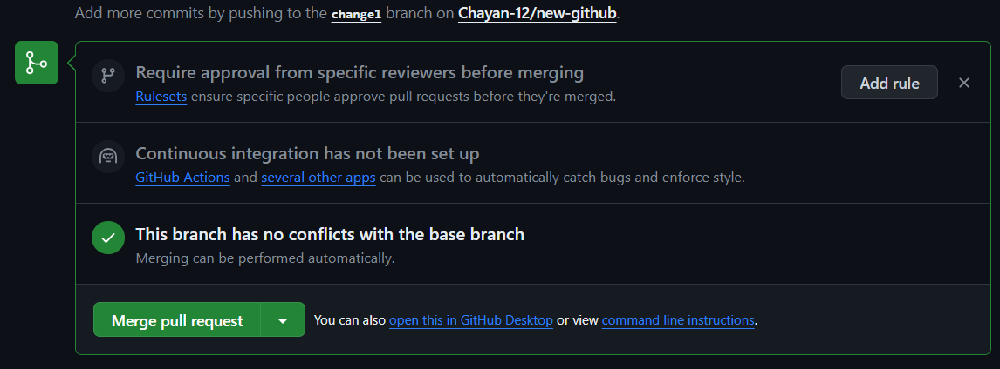 Add more commits by pushing to the change1 branch on Chayan-12/new-github.
Require approval from specific reviewers before merging
Rulesets ensure specific people approve pull requests before they're merged.
Add rule
Continuous integration has not been set up
GitHub Actions and several other apps can be used to automatically catch bugs and enforce style.
This branch has no conflicts with the base branch
Merging can be performed automatically.
Merge pull request
You can also open this in GitHub Desktop or view command line instructions.